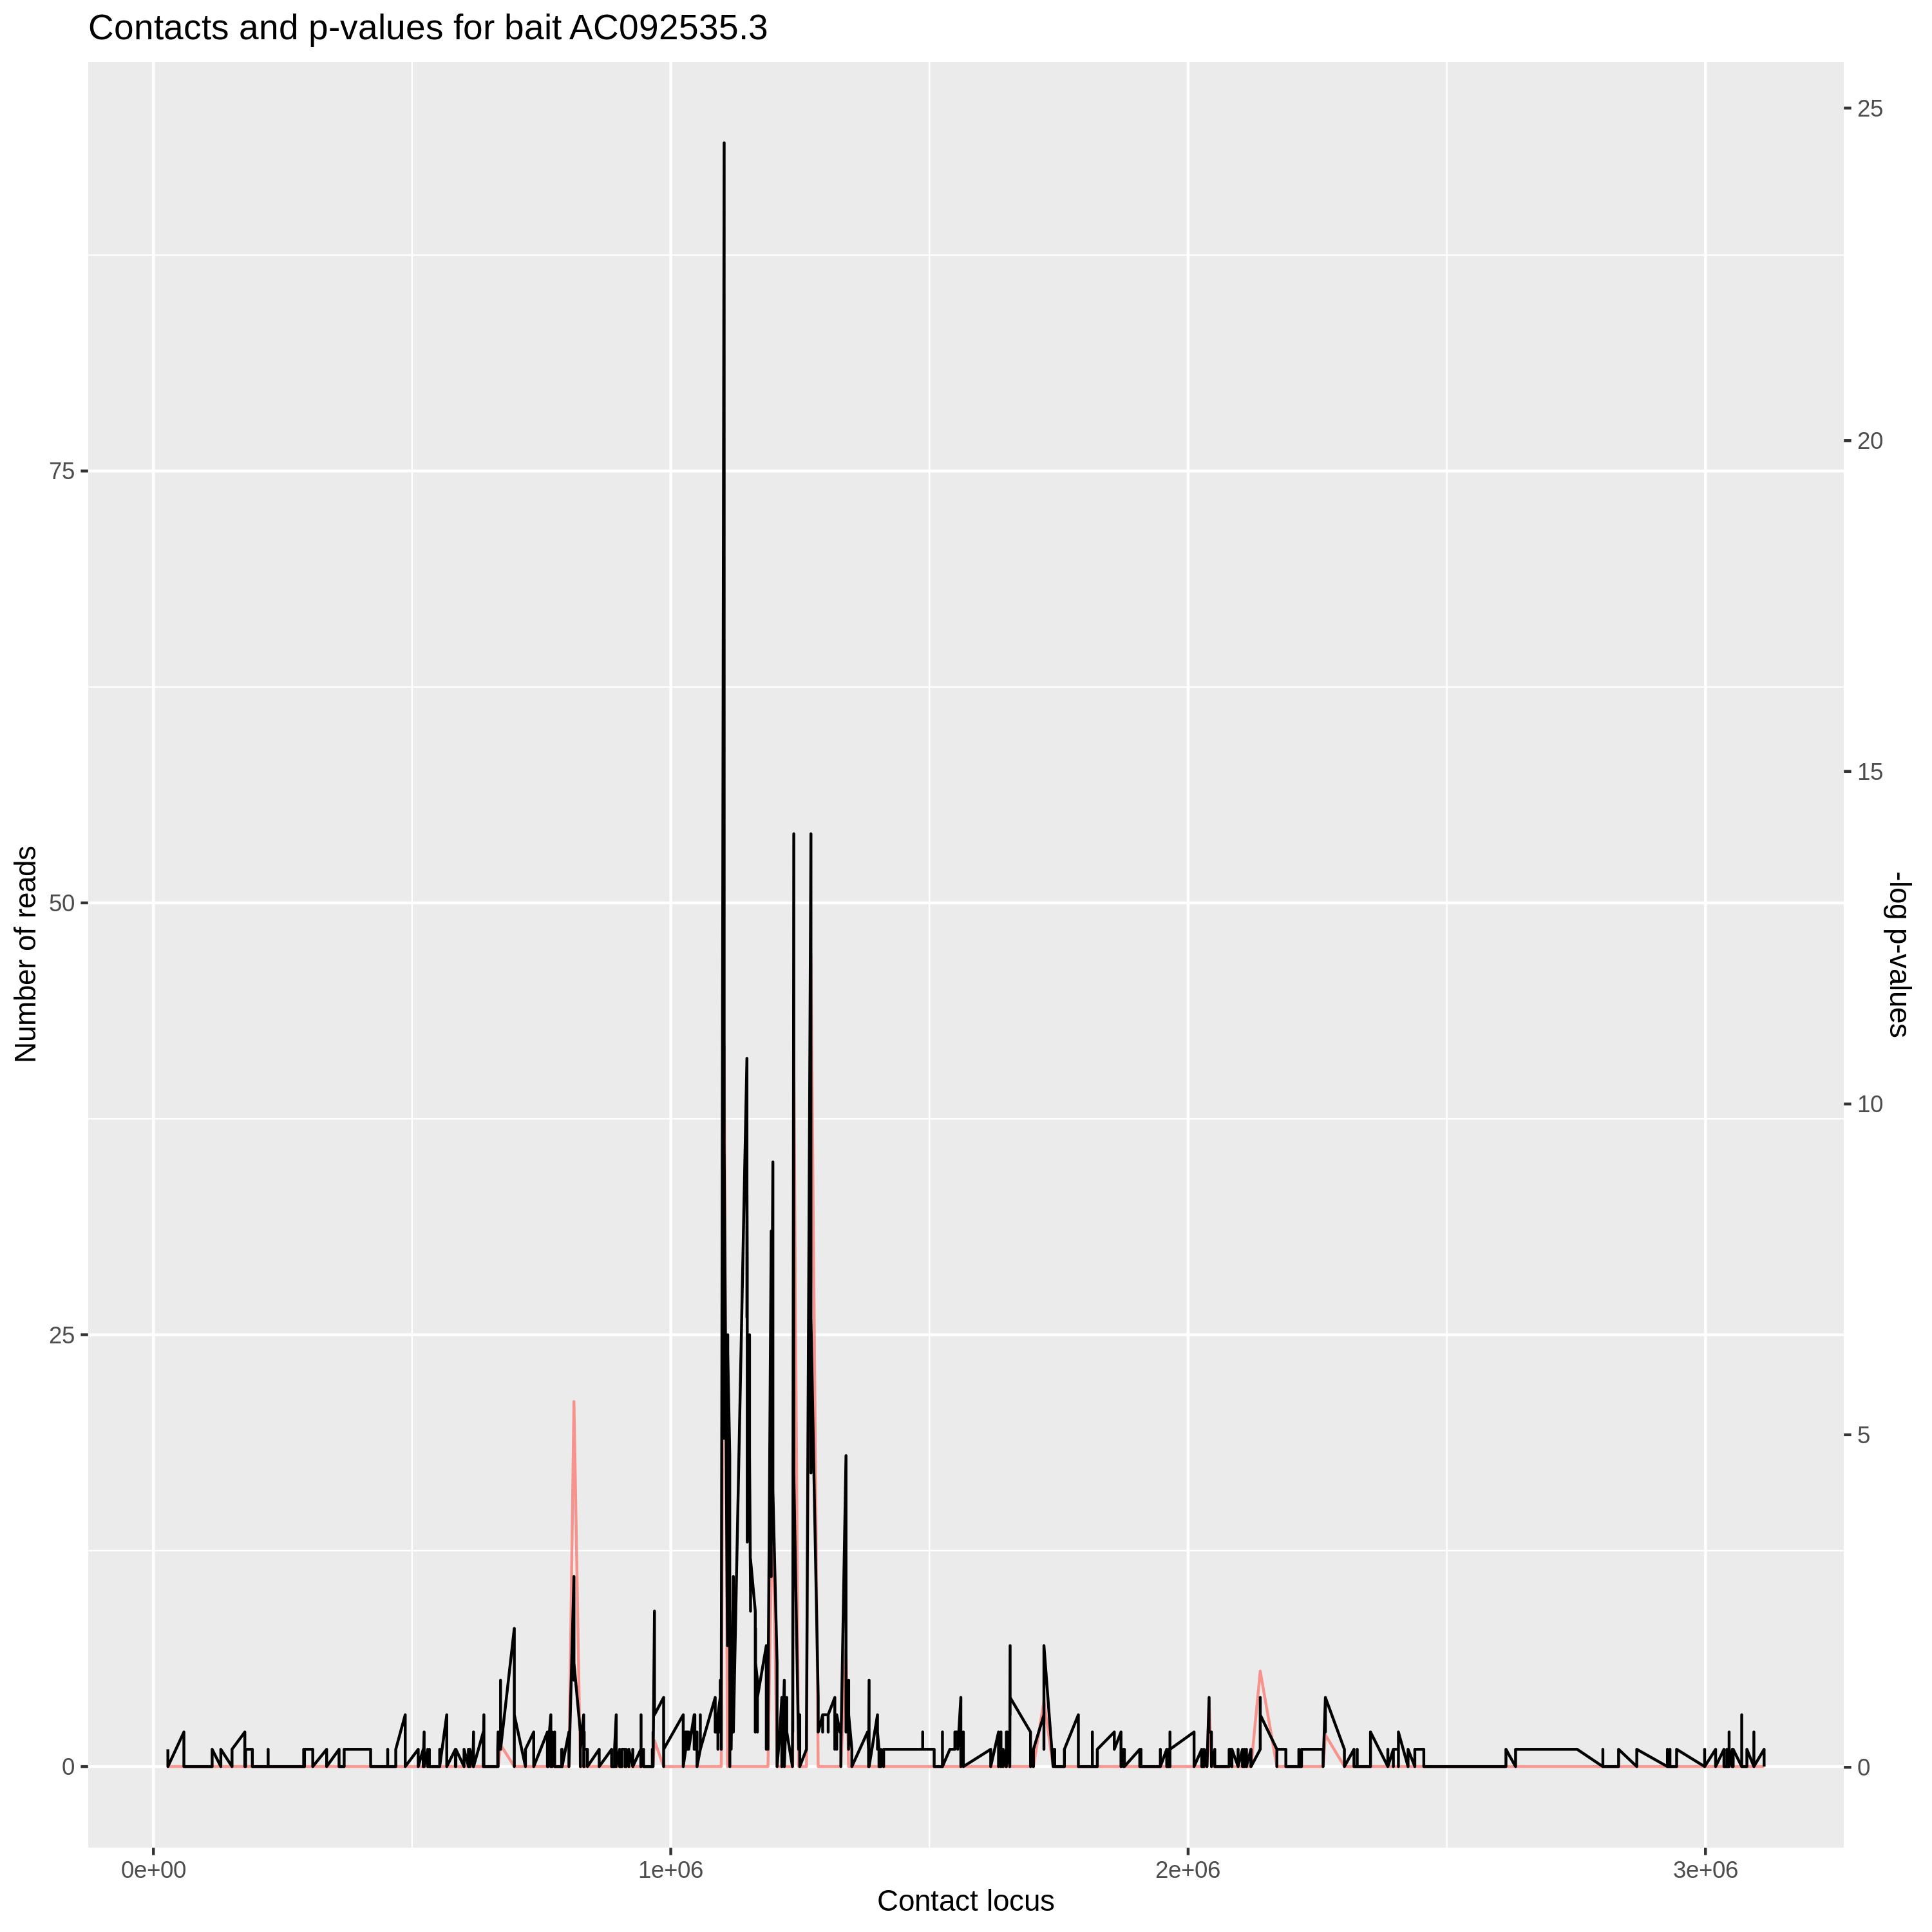 Contacts and p-values for bait AC092535.3
Number of reads
75
50
25
0
25
20
15
10
5
0
-log p-values
0e+00
1e+06
2e+06
3e+06
Contact locus